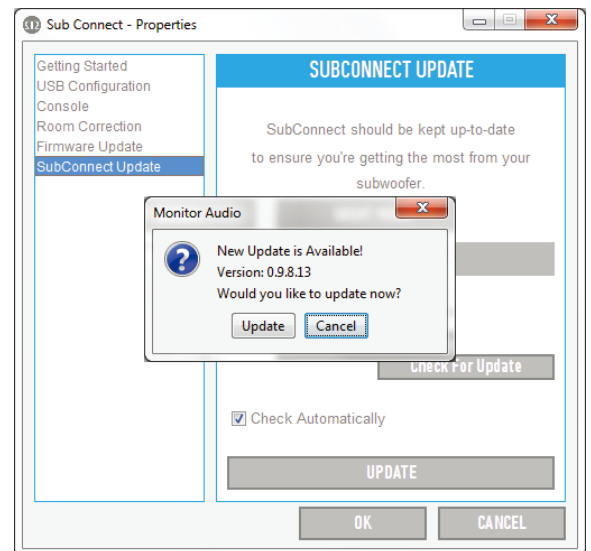 Sub Connect - Properties
Getting Started
USB Configuration
Console
Room Correction
Firmware Update
SubConnect Update
SUBCONNECT UPDATE
SubConnect should be kept up-to-date
to ensure you're getting the most from your
subwoofer.
Monitor Audio
New Update is Available!
Version: 0.9.8.13
Would you like to update now?
Update
Cancel
Check For Update
Check Automatically
UPDATE
OK
CANCEL